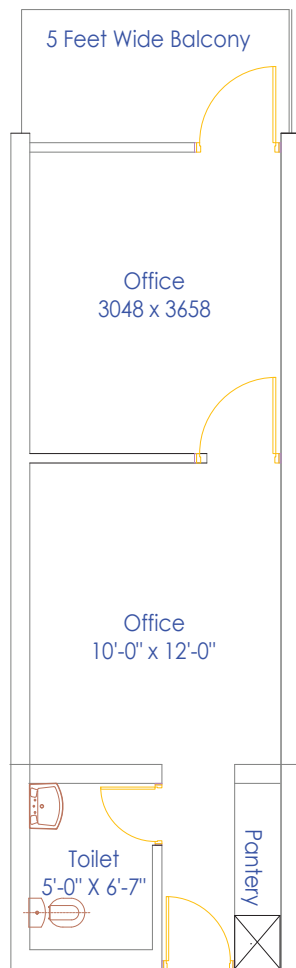 5 Feet Wide Balcony
Office
3048 x 3658
Office
10'-0" x 12'-0"
Toilet
5'-0" X 6'-7"
Pantery